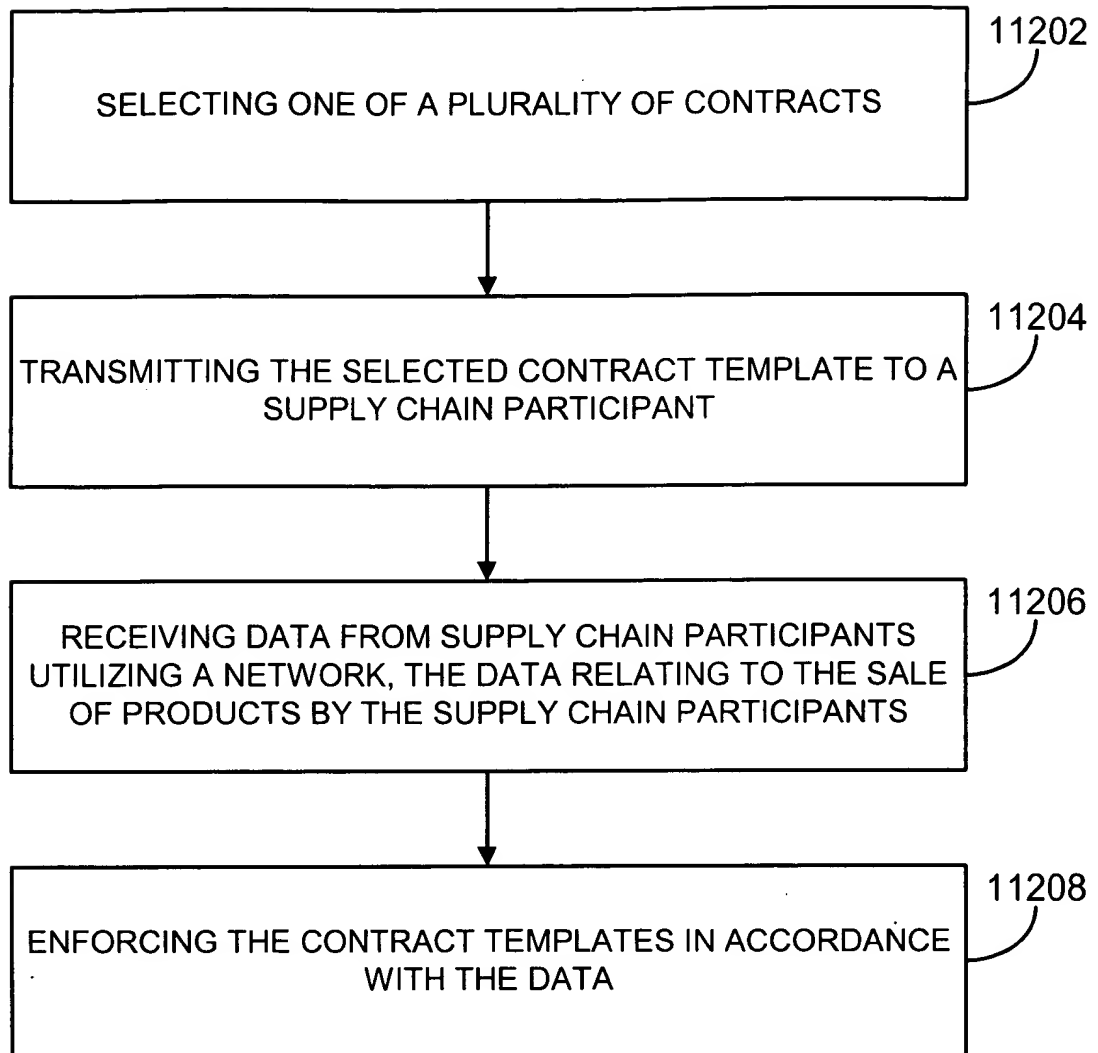 11202
SELECTING ONE OF A PLURALITY OF CONTRACTS
11204
TRANSMITTING THE SELECTED CONTRACT TEMPLATE TO A
SUPPLY CHAIN PARTICIPANT
11206
RECEIVING DATA FROM SUPPLY CHAIN PARTICIPANTS
UTILIZING A NETWORK, THE DATA RELATING TO THE SALE
OF PRODUCTS BY THE SUPPLY CHAIN PARTICIPANTS
11208
ENFORCING THE CONTRACT TEMPLATES IN ACCORDANCE
WITH THE DATA